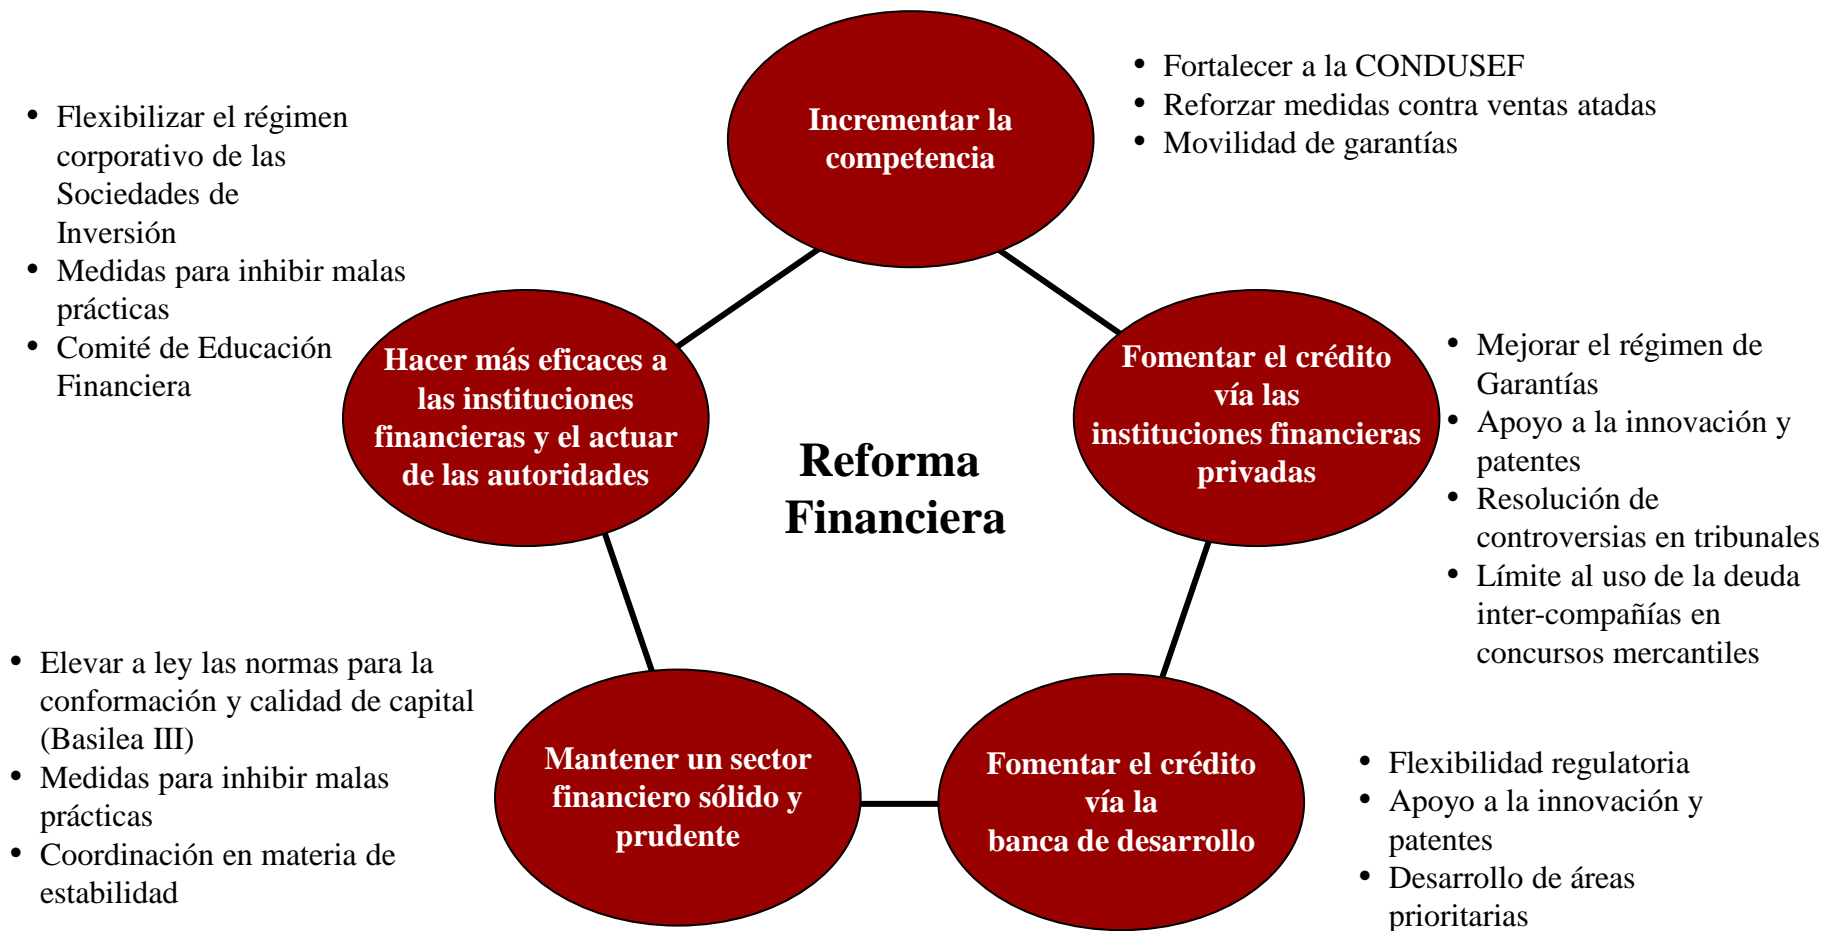 Incrementar la
competencia
• Fortalecer a la CONDUSEF
• Reforzar medidas contra ventas atadas
• Movilidad de garantías
• Flexibilizar el régimen
corporativo de las
Sociedades de
Inversión
• Medidas para inhibir malas
prácticas
• Comité de Educación
Financiera
Hacer más eficaces a
las instituciones
financieras y el actuar
de las autoridades
Reforma
Financiera
Fomentar el crédito
vía las
instituciones financieras
privadas
• Mejorar el régimen de
Garantías
• Apoyo a la innovación y
patentes
• Resolución de
controversias en tribunales
• Límite al uso de la deuda
inter-compañías en
concursos mercantiles
• Elevar a ley las normas para la
conformación y calidad de capital
(Basilea III)
• Medidas para inhibir malas
prácticas
• Coordinación en materia de
estabilidad
Mantener un sector
financiero sólido y
prudente
Fomentar el crédito
vía la
banca de desarrollo
• Flexibilidad regulatoria
• Apoyo a la innovación y
patentes
• Desarrollo de áreas
prioritarias